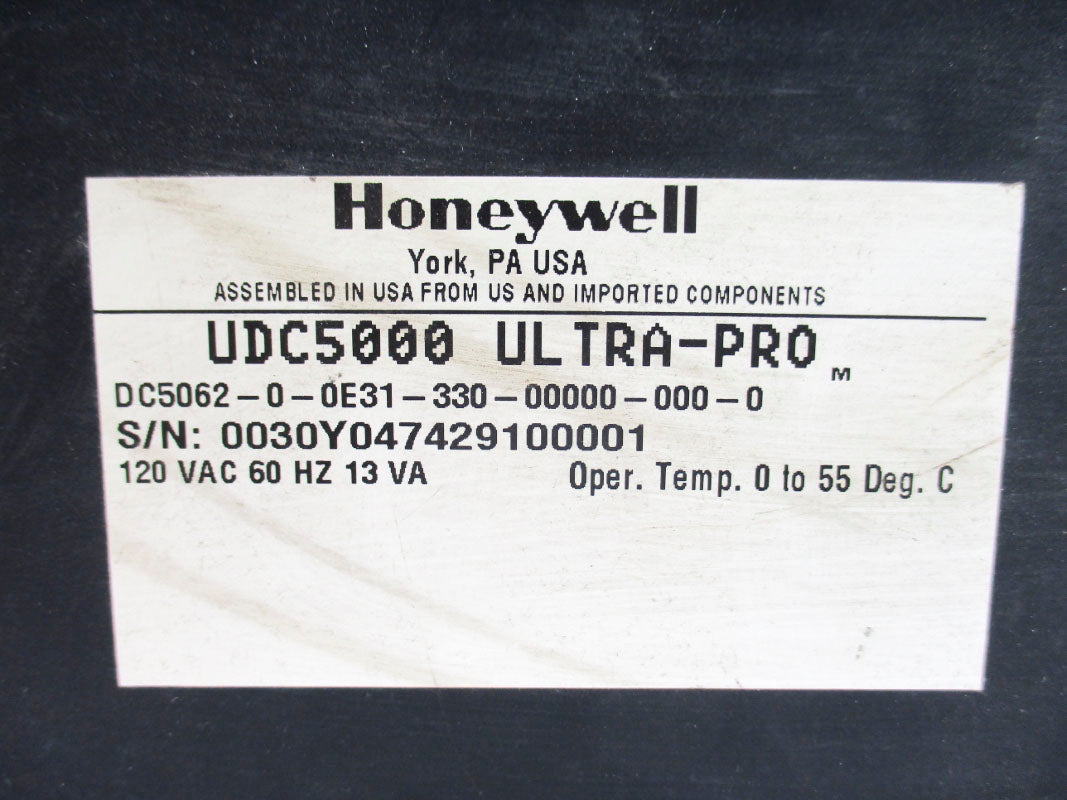 Honeywell
York, PA USA
ASSEMBLED IN USA FROM US AND IMPORTED COMPONENTS
UDC5000 ULTRA-PRO M
DC5062-0-0E31-330-00000-000-0
S/N: 0030Y047429100001
120 VAC 60 HZ 13 VA Oper. Temp. 0 to 55 Deg. C